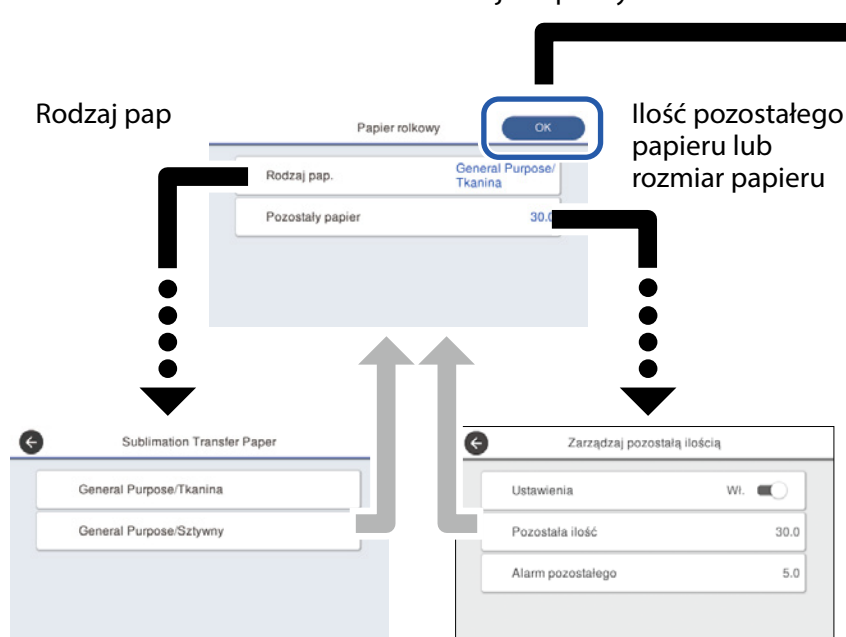 Rodzaj pap
Papier rolkowy
OK
Ilość pozostałego
papieru lub
rozmiar papieru
Rodzaj pap.
General Purpose/
Tkanina
Pozostały papier
30.0
Sublimation Transfer Paper
General Purpose/Tkanina
General Purpose/Sztywny
Zarządzaj pozostałą ilością
Ustawienia
Wł.
Pozostała ilość
30.0
Alarm pozostałego
5.0